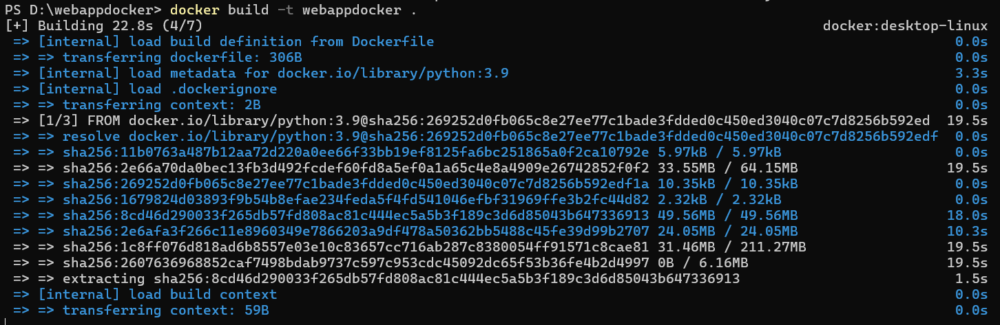 PS D:\webappdocker> docker build -t webappdocker .
[+] Building 22.8s (4/7) docker:desktop-linux
=> [internal] load build definition from Dockerfile 0.0s
=> => transferring dockerfile: 306B 0.0s
=> [internal] load metadata for docker.io/library/python:3.9 3.3s
=> [internal] load .dockerignore 0.0s
=> => transferring context: 2B 0.0s
=> [1/3] FROM docker.io/library/python:3.9@sha256:269252d0fb065c8e27ee77c1bade3fdded0c450ed3040c07c7d8256b592ed 19.5s
=> => resolve docker.io/library/python:3.9@sha256:269252d0fb065c8e27ee77c1bade3fdded0c450ed3040c07c7d8256b592edf 0.0s
=> => sha256:11b0763a487b12aa72d220a0ee66f33bb19ef8125fa6bc251865a0f2ca10792e 5.97kB / 5.97kB 0.0s
=> => sha256:2e66a70da0bec13fb3d492fcdef60fd8a5ef0a1a65c4e8a4909e26742852f0f2 33.55MB / 64.15MB 19.5s
=> => sha256:269252d0fb065c8e27ee77c1bade3fdded0c450ed3040c07c7d8256b592edf1a 10.35kB / 10.35kB 0.0s
=> => sha256:1679824d03893f9b54b8efae234feda5f4fd541046efbf31969ffe3b2fc44d82 2.32kB / 2.32kB 0.0s
=> => sha256:8cd46d290033f265db57fd808ac81c444ec5a5b3f189c3d6d85043b647336913 49.56MB / 49.56MB 18.0s
=> => sha256:2e6afa3f266c11e8960349e7866203a9df478a50362bb5488c45fe39d99b2707 24.05MB / 24.05MB 10.3s
=> => sha256:1c8ff076d818ad6b8557e03e10c83657cc716ab287c8380054ff91571c8cae81 31.46MB / 211.27MB 19.5s
=> => sha256:2607636968852caf7498bdab9737c597c953cdc45092dc65f53b36fe4b2d4997 0B / 6.16MB 19.5s
=> => extracting sha256:8cd46d290033f265db57fd808ac81c444ec5a5b3f189c3d6d85043b647336913 1.5s
=> [internal] load build context 0.0s
=> => transferring context: 59B 0.0s